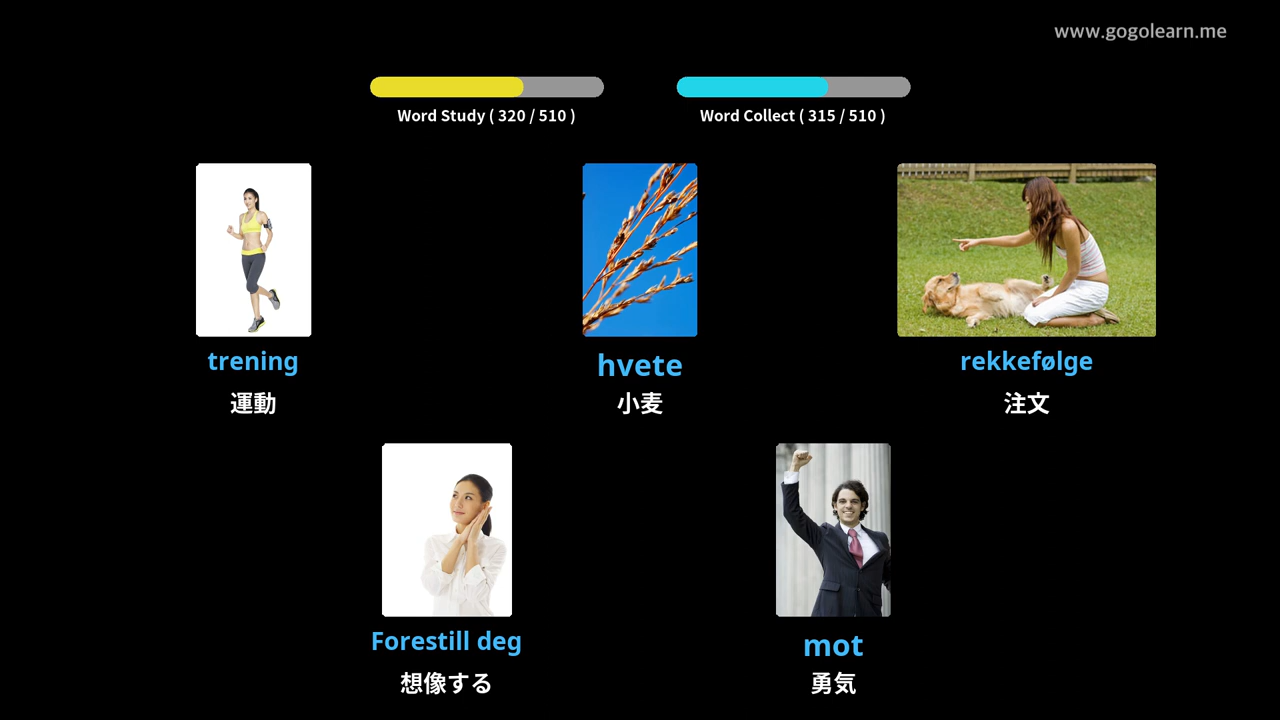 www.gogolearn.me
Word Study ( 320 / 510 )
Word Collect ( 315 / 510 )
trening
運動
hvete
小麦
rekkefølge
注文
Forestill deg
想像する
mot
勇気